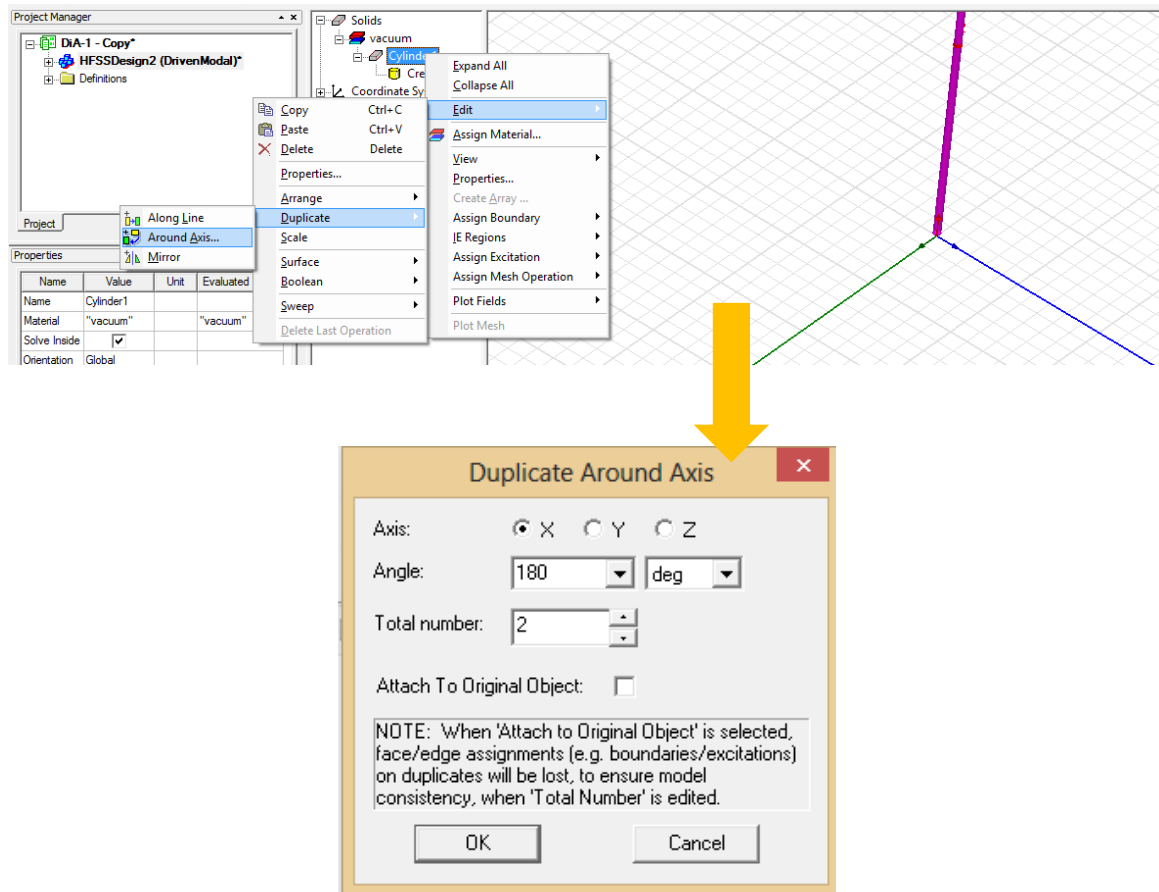 Project Manager
DiA-1 - Copy*
HFSSDesign2 (DrivenModal)*
Definitions
Project
Properties
Name Value Unit Evaluated
Name Cylinder1
Material "vacuum" "vacuum"
Solve Inside
Orientation Global
Solids
vacuum
Cylinder
Cre
Coordinate Sy
Expand All
Collapse All
Edit
Assign Material...
View
Properties...
Create Array ...
Assign Boundary
IE Regions
Assign Excitation
Assign Mesh Operation
Plot Fields
Plot Mesh
Copy Ctrl+C
Paste Ctrl+V
Delete Delete
Properties...
Arrange
Duplicate
Scale
Surface
Boolean
Sweep
Delete Last Operation
Along Line
Around Axis...
Mirror
Duplicate Around Axis
Axis: X Y Z
Angle: 180 deg
Total number: 2
Attach To Original Object:
NOTE: When 'Attach to Original Object' is selected,
face/edge assignments (e.g. boundaries/excitations)
on duplicates will be lost, to ensure model
consistency, when 'Total Number' is edited.
OK Cancel